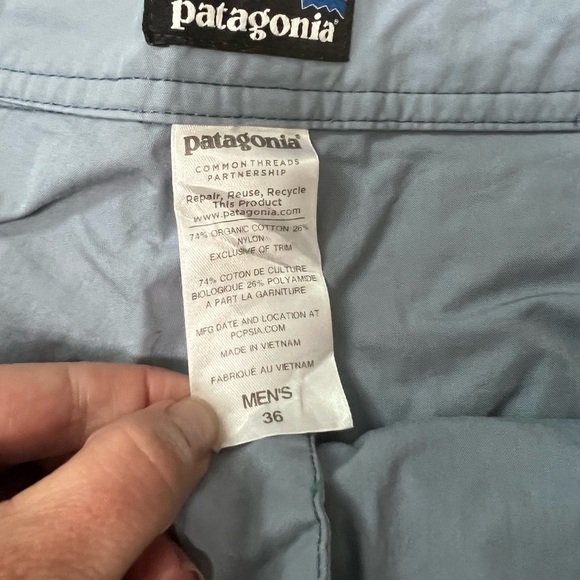 patagonia®
patagonia®
COMMON THREADS
PARTNERSHIP
Repair, Reuse, Recycle
This Product
www.patagonia.com
74% ORGANIC COTTON 26%
NYLON
EXCLUSIVE OF TRIM
74% COTON DE CULTURE
BIOLOGIQUE 26% POLYAMIDE
A PART LA GARNITURE
MFG DATE AND LOCATION AT
PCPSIA.COM
MADE IN VIETNAM
FABRIQUÉ AU VIETNAM
MEN'S
36